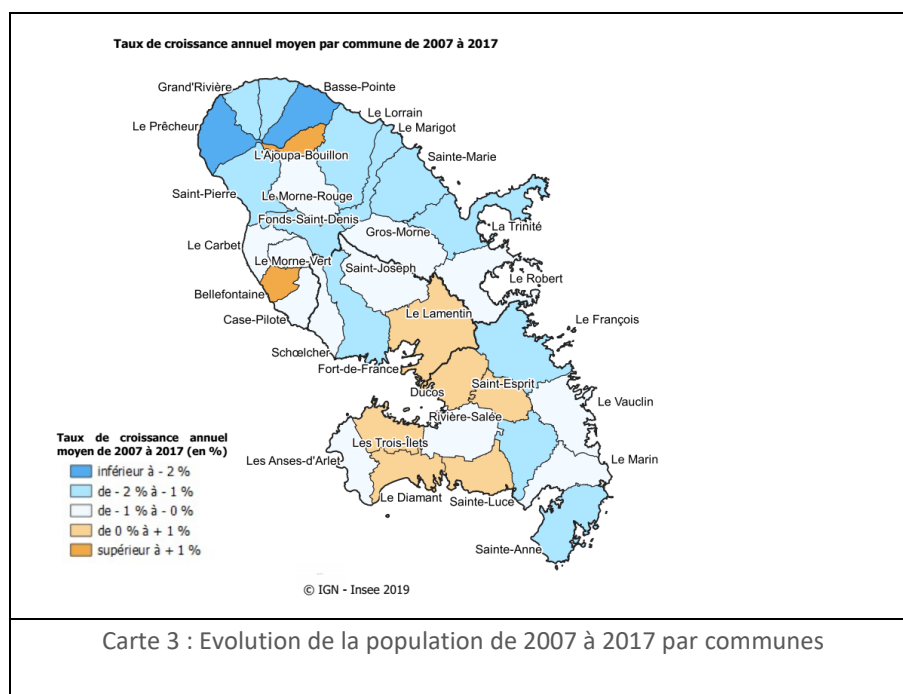 Taux de croissance annuel moyen par commune de 2007 à 2017
Grand'Rivière
Basse-Pointe
Le Prêcheur
Le Lorrain
Le Marigot
L'Ajoupa-Bouillon
Sainte-Marie
Saint-Pierre
Le Morne-Rouge
Fonds-Saint-Denis
La Trinité
Gros-Morne
Le Carbet
Le Morne-Vert
Saint-Joseph
Le Robert
Bellefontaine
Le Lamentin
Case-Pilote
Le François
Schœlcher
Fort-de-France
Saint-Esprit
Ducos
Le Vauclin
Rivière-Salée
Les Trois-Îlets
Les Anses-d'Arlet
Le Marin
Le Diamant
Sainte-Luce
Sainte-Anne
Taux de croissance annuel
moyen de 2007 à 2017 (en %)
inférieur à - 2 %
de - 2 % à - 1 %
de - 1 % à - 0 %
de 0 % à + 1 %
supérieur à + 1 %
© IGN - Insee 2019
Carte 3 : Evolution de la population de 2007 à 2017 par communes